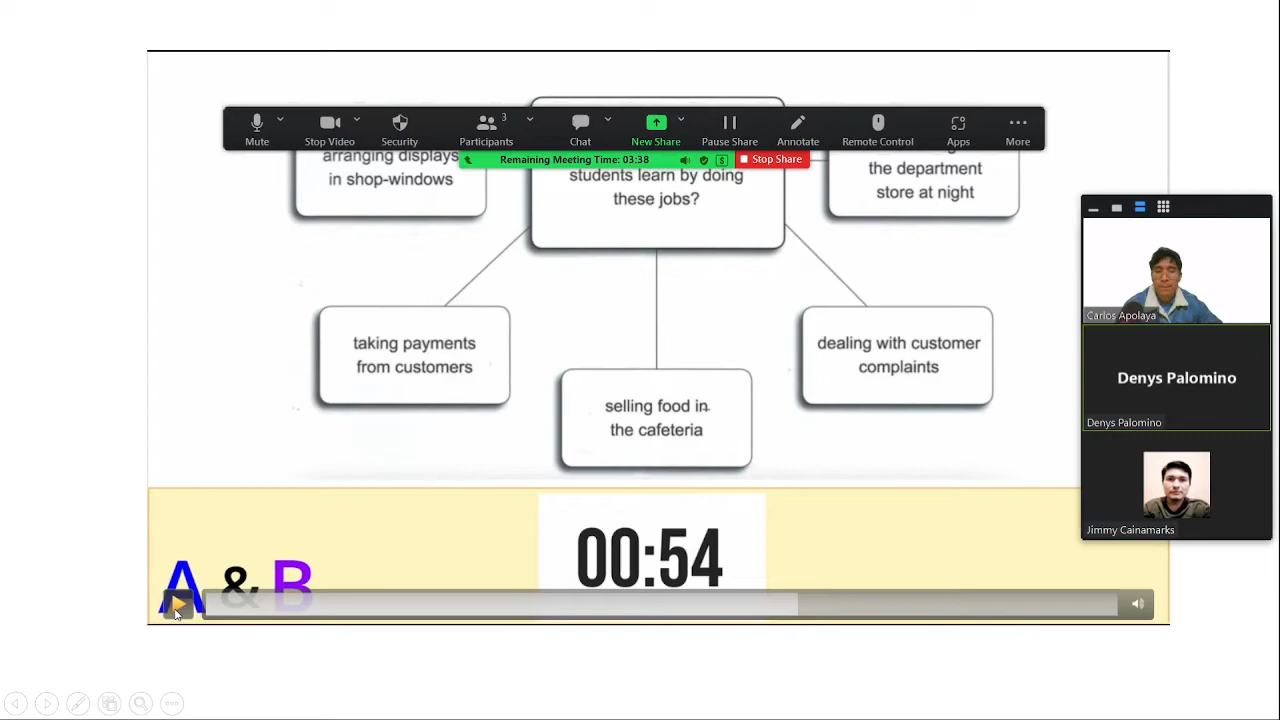 3
Mute
Stop Video
Security
Participants
Chat
New Share
Pause Share
Annotate
Remote Control
Apps
More
Remaining Meeting Time: 03:38
Stop Share
arranging displays
in shop-windows
students learn by doing
these jobs?
the department
store at night
taking payments
from customers
selling food in
the cafeteria
dealing with customer
complaints
Carlos Apolaya
Denys Palomino
Denys Palomino
Jimmy Cainamarks
00:54
A & B